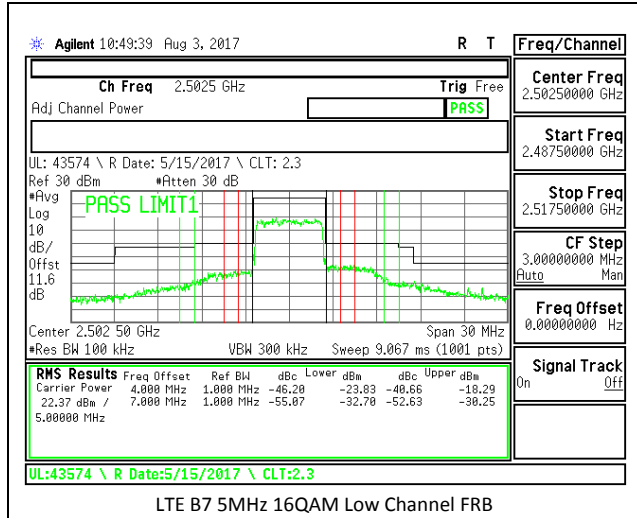 Agilent 10:49:39 Aug 3, 2017 R T
Ch Freq 2.5025 GHz Trig Free
Adj Channel Power PASS
UL: 43574 \ R Date: 5/15/2017 \ CLT: 2.3
Ref 30 dBm #Atten 30 dB
#Avg
Log
10
dB/
Offst
11.6
dB
PASS LIMIT1
Center 2.502 50 GHz Span 30 MHz
#Res BW 100 kHz VBW 300 kHz Sweep 9.067 ms (1001 pts)
RMS Results Freq Offset Ref BW dBc Lower dBm dBc Upper dBm
Carrier Power 4.000 MHz 1.000 MHz -46.20 -23.83 -40.66 -18.29
22.37 dBm / 7.000 MHz 1.000 MHz -55.07 -32.70 -52.63 -30.25
5.00000 MHz
UL:43574 \ R Date:5/15/2017 \ CLT:2.3
Freq/Channel
Center Freq
2.50250000 GHz
Start Freq
2.48750000 GHz
Stop Freq
2.51750000 GHz
CF Step
3.00000000 MHz
Auto Man
Freq Offset
0.00000000 Hz
Signal Track
On Off
LTE B7 5MHz 16QAM Low Channel FRB